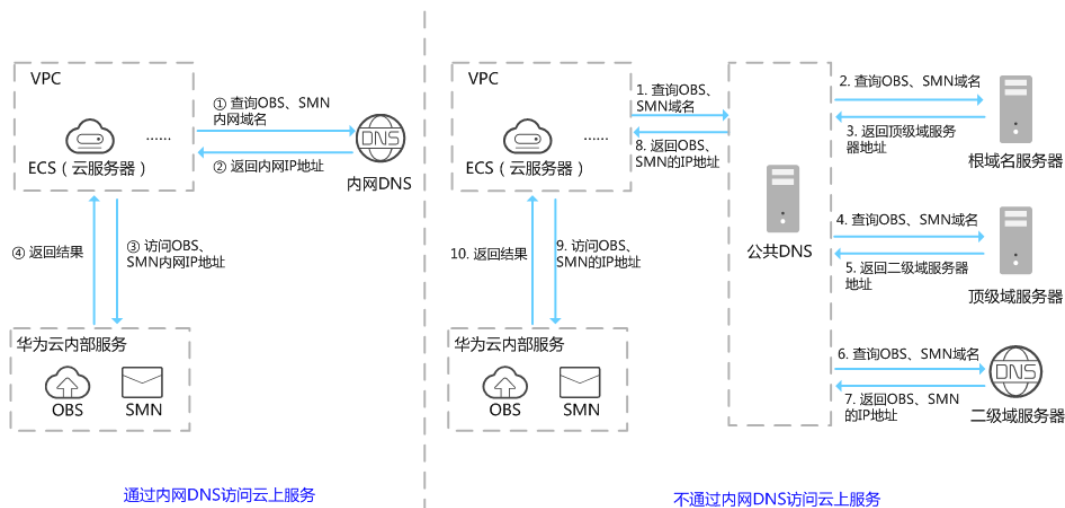 VPC
① 查询OBS、SMN
内网域名
DNS
......
ECS（云服务器）
② 返回内网IP地址
内网DNS
④ 返回结果
③ 访问OBS、
SMN内网IP地址
华为云内部服务
OBS
SMN
通过内网DNS访问云上服务
VPC
1. 查询OBS、
SMN域名
......
ECS（云服务器）
8. 返回OBS、
SMN的IP地址
10. 返回结果
9. 访问OBS、
SMN的IP地址
华为云内部服务
OBS
SMN
公共DNS
2. 查询OBS、SMN域名
3. 返回顶级域服务
器地址
根域名服务器
4. 查询OBS、SMN域名
5. 返回二级域服务器
地址
顶级域服务器
6. 查询OBS、SMN域名
DNS
7. 返回OBS、SMN
的IP地址
二级域服务器
不通过内网DNS访问云上服务